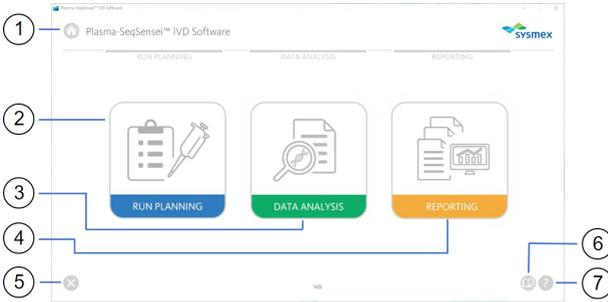 Plasma-SeqSensei™ IVD Software
1
Plasma-SeqSensei™ IVD Software
sysmex
RUN PLANNING DATA ANALYSIS REPORTING
2
RUN PLANNING DATA ANALYSIS REPORTING
3
4
5
IVD
?
6
7